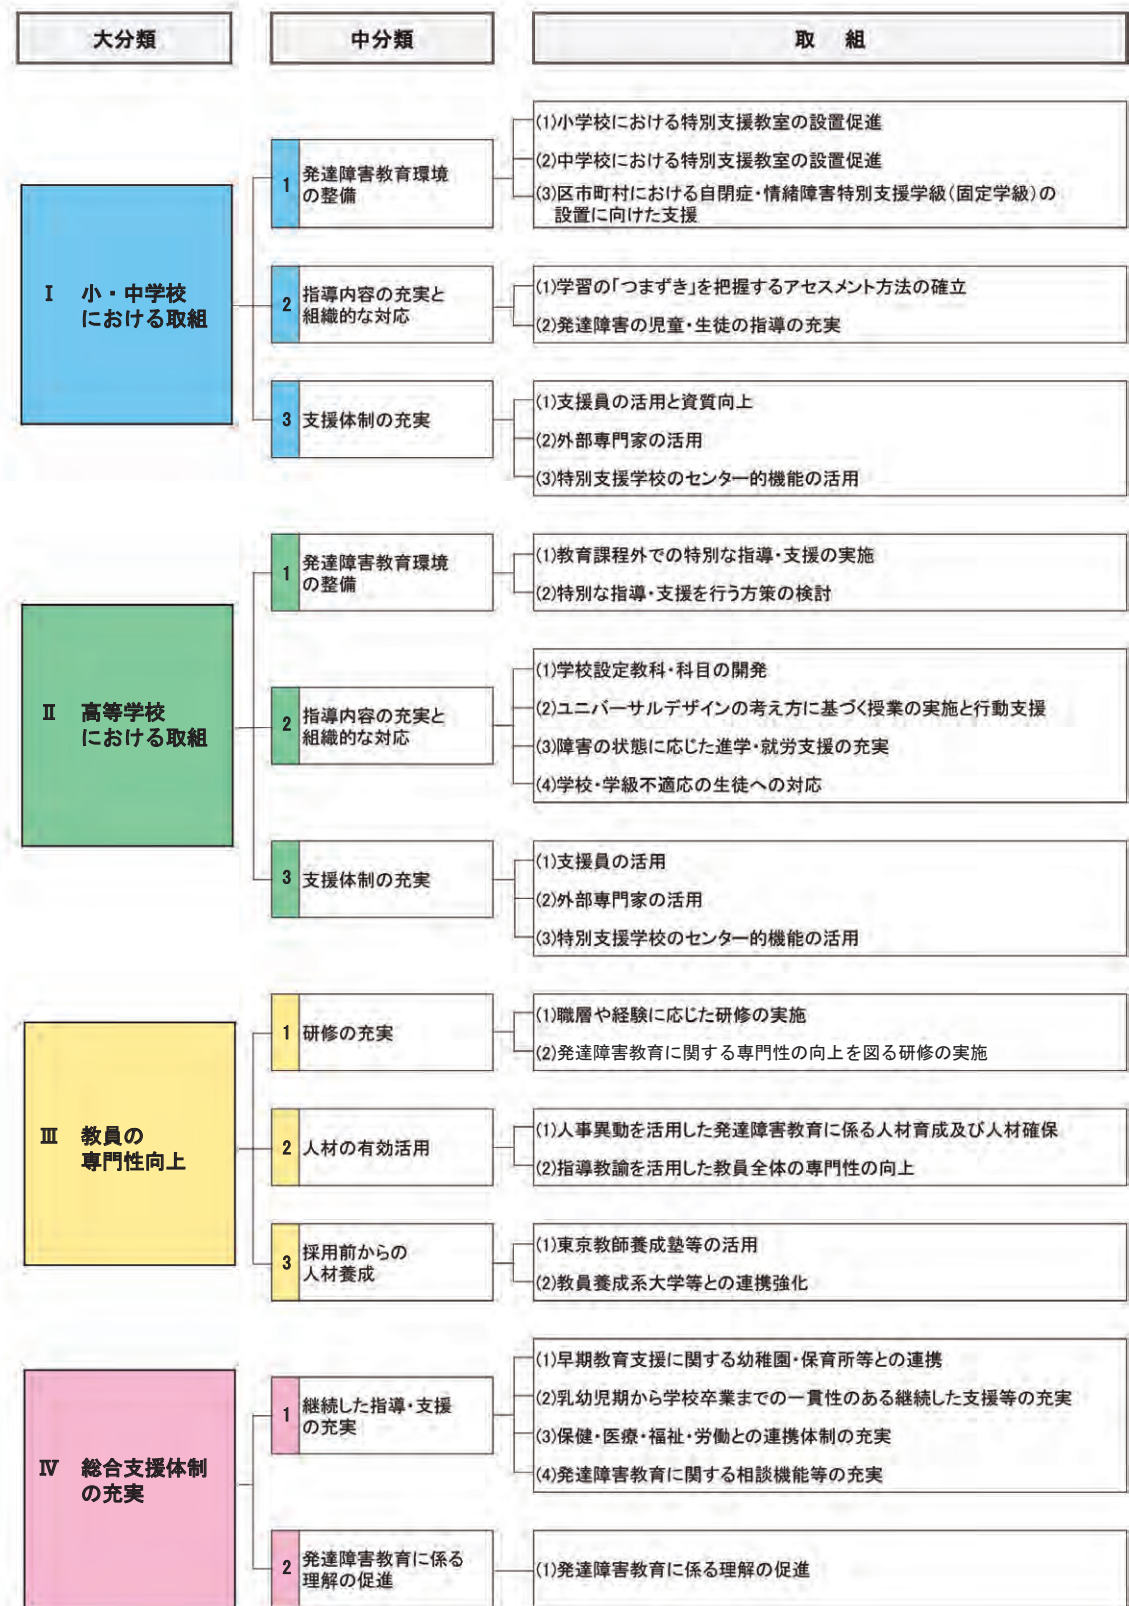 大分類
中分類
取 組
Ⅰ 小・中学校
における取組
1 発達障害教育環境
の整備
(1)小学校における特別支援教室の設置促進
(2)中学校における特別支援教室の設置促進
(3)区市町村における自閉症・情緒障害特別支援学級(固定学級)の
設置に向けた支援
2 指導内容の充実と
組織的な対応
(1)学習の「つまずき」を把握するアセスメント方法の確立
(2)発達障害の児童・生徒の指導の充実
3 支援体制の充実
(1)支援員の活用と資質向上
(2)外部専門家の活用
(3)特別支援学校のセンター的機能の活用
Ⅱ 高等学校
における取組
1 発達障害教育環境
の整備
(1)教育課程外での特別な指導・支援の実施
(2)特別な指導・支援を行う方策の検討
2 指導内容の充実と
組織的な対応
(1)学校設定教科・科目の開発
(2)ユニバーサルデザインの考え方に基づく授業の実施と行動支援
(3)障害の状態に応じた進学・就労支援の充実
(4)学校・学級不適応の生徒への対応
3 支援体制の充実
(1)支援員の活用
(2)外部専門家の活用
(3)特別支援学校のセンター的機能の活用
Ⅲ 教員の
専門性向上
1 研修の充実
(1)職層や経験に応じた研修の実施
(2)発達障害教育に関する専門性の向上を図る研修の実施
2 人材の有効活用
(1)人事異動を活用した発達障害教育に係る人材育成及び人材確保
(2)指導教諭を活用した教員全体の専門性の向上
3 採用前からの
人材養成
(1)東京教師養成塾等の活用
(2)教員養成系大学等との連携強化
Ⅳ 総合支援体制
の充実
1 継続した指導・支援
の充実
(1)早期教育支援に関する幼稚園・保育所等との連携
(2)乳幼児期から学校卒業までの一貫性のある継続した支援等の充実
(3)保健・医療・福祉・労働との連携体制の充実
(4)発達障害教育に関する相談機能等の充実
2 発達障害教育に係る
理解の促進
(1)発達障害教育に係る理解の促進